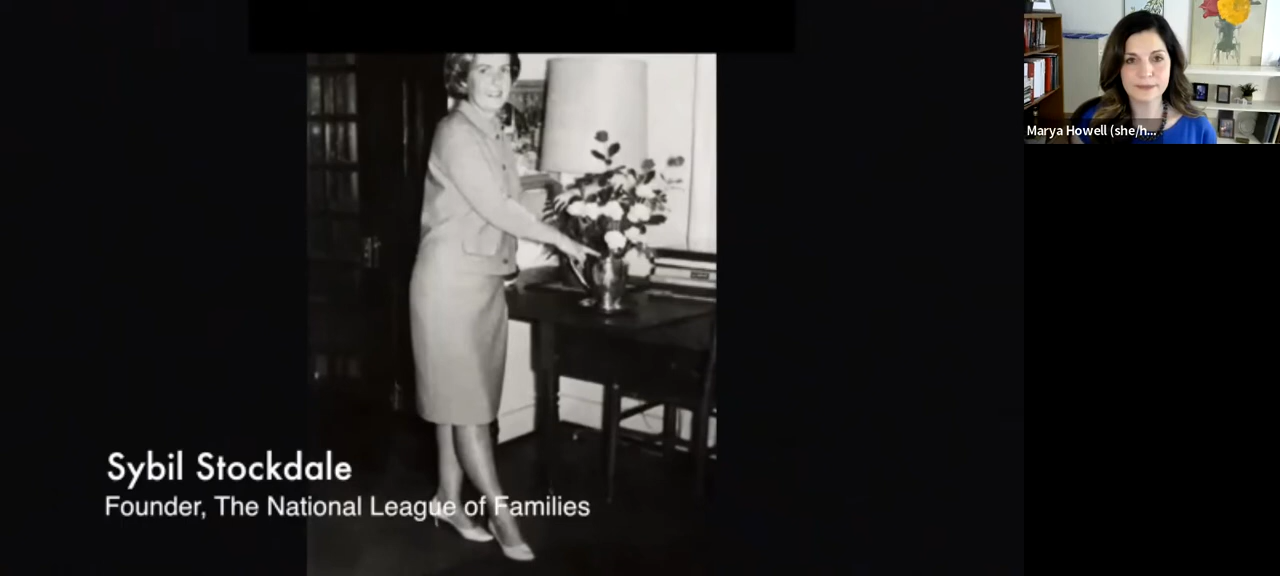 Marya Howell (she/h...
Sybil Stockdale
Founder, The National League of Families